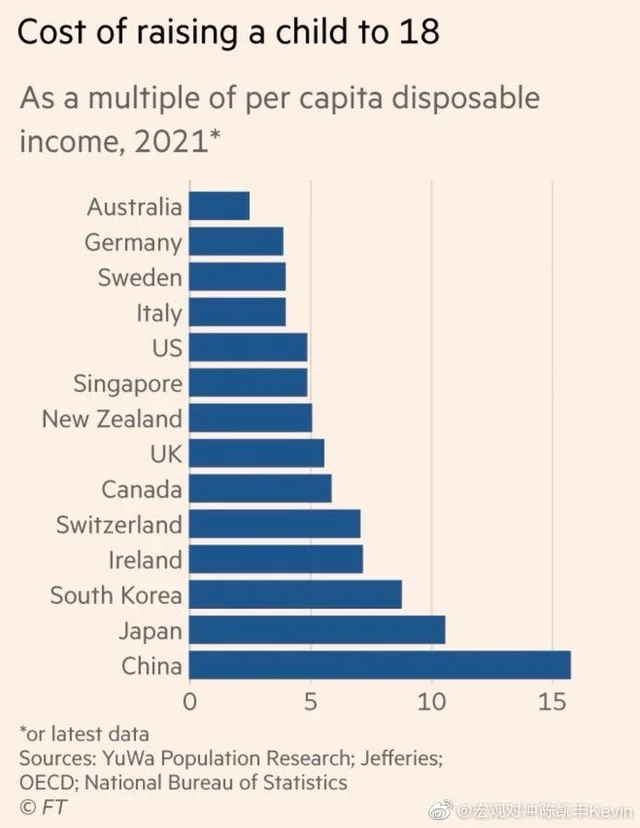 Cost of raising a child to 18
As a multiple of per capita disposable
income, 2021*
Australia
Germany
Sweden
Italy
US
Singapore
New Zealand
UK
Canada
Switzerland
Ireland
South Korea
Japan
China
0 5 10 15
*or latest data
Sources: YuWa Population Research; Jefferies;
OECD; National Bureau of Statistics
© FT
@宏观对冲陈凯丰Kevin